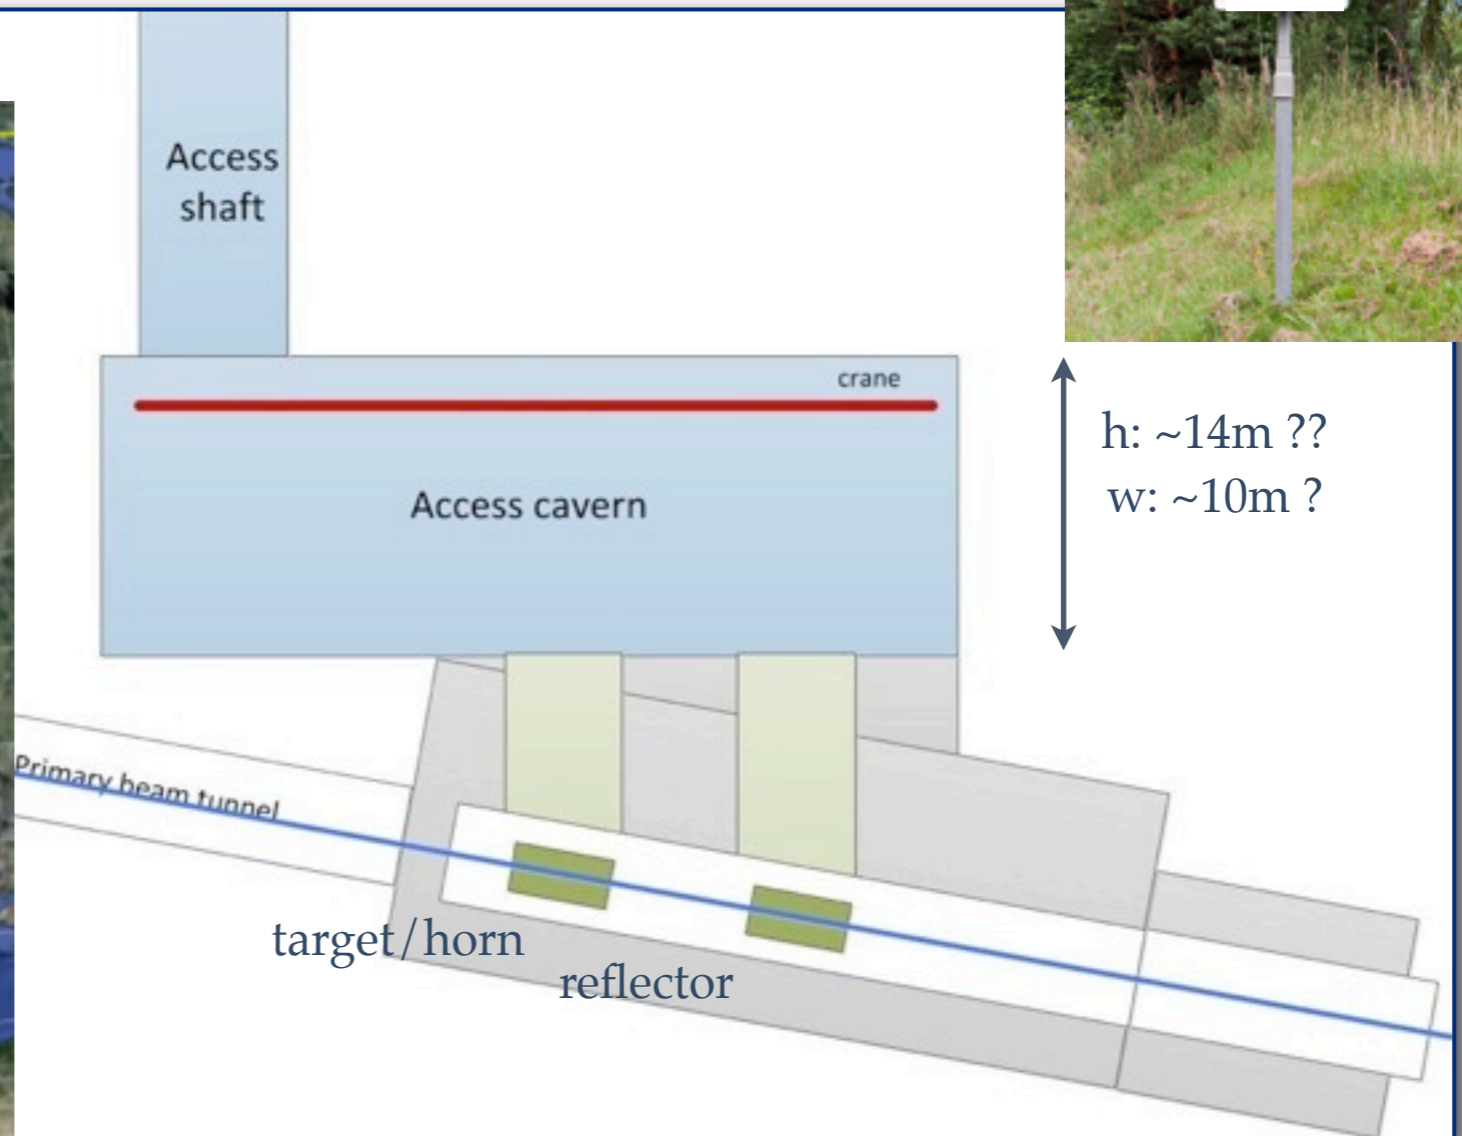 Access
shaft
crane
h: ~14m ??
w: ~10m ?
Access cavern
Primary beam tunnel
target/horn
reflector